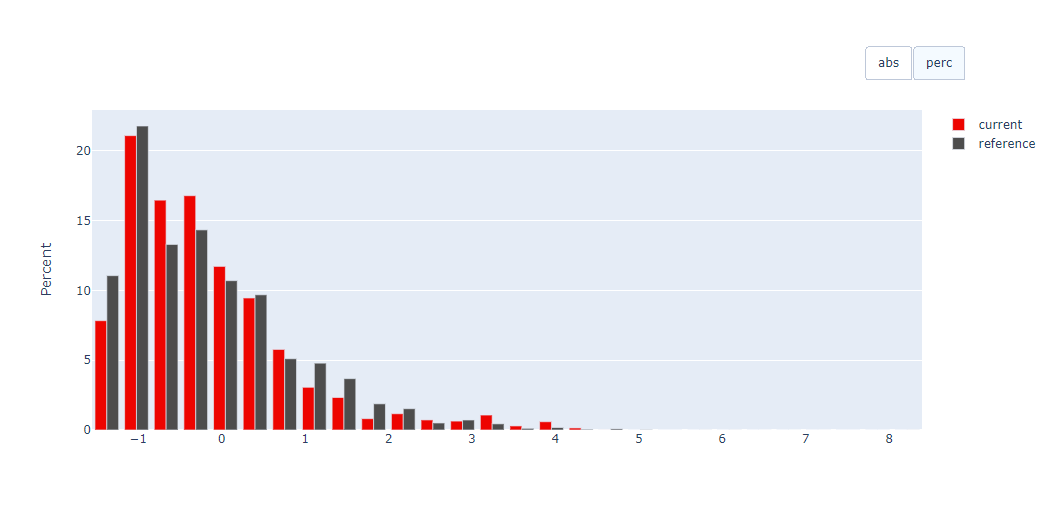 abs perc
current
reference
Percent
20
15
10
5
0
−1 0 1 2 3 4 5 6 7 8